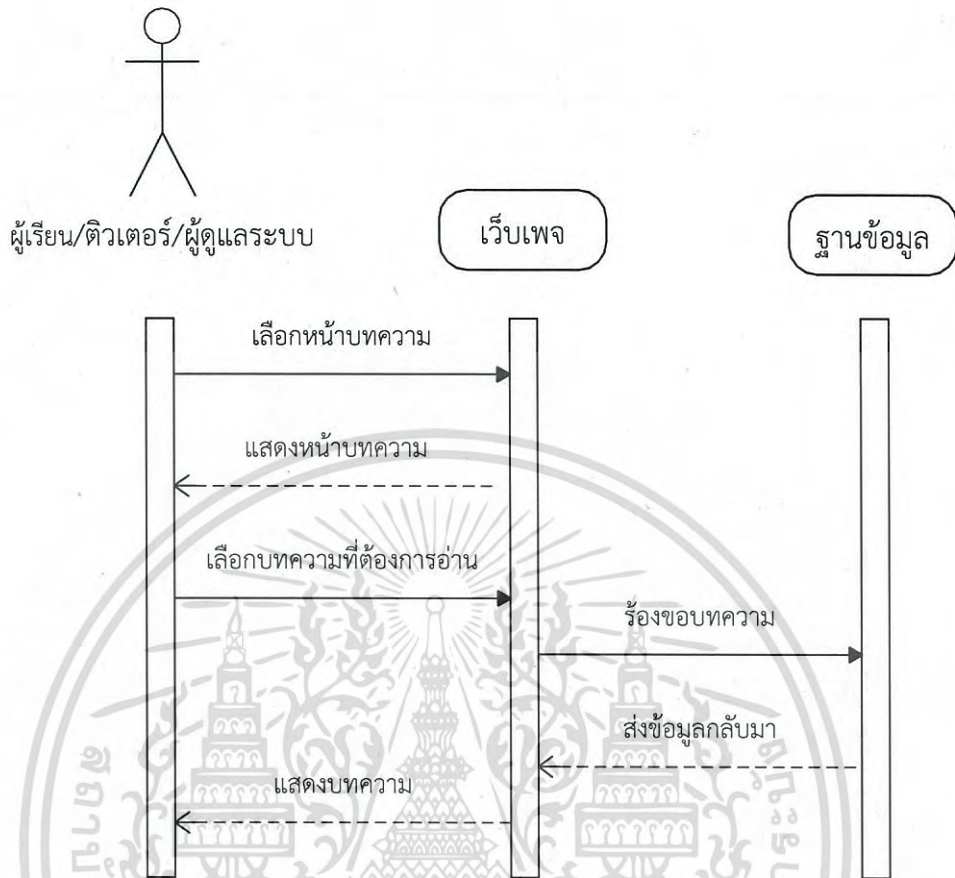 ผู้เรียน/ติวเตอร์/ผู้ดูแลระบบ
เว็บเพจ
ฐานข้อมูล
เลือกหน้าบทความ
แสดงหน้าบทความ
เลือกบทความที่ต้องการอ่าน
ร้องขอบทความ
ส่งข้อมูลกลับมา
แสดงบทความ